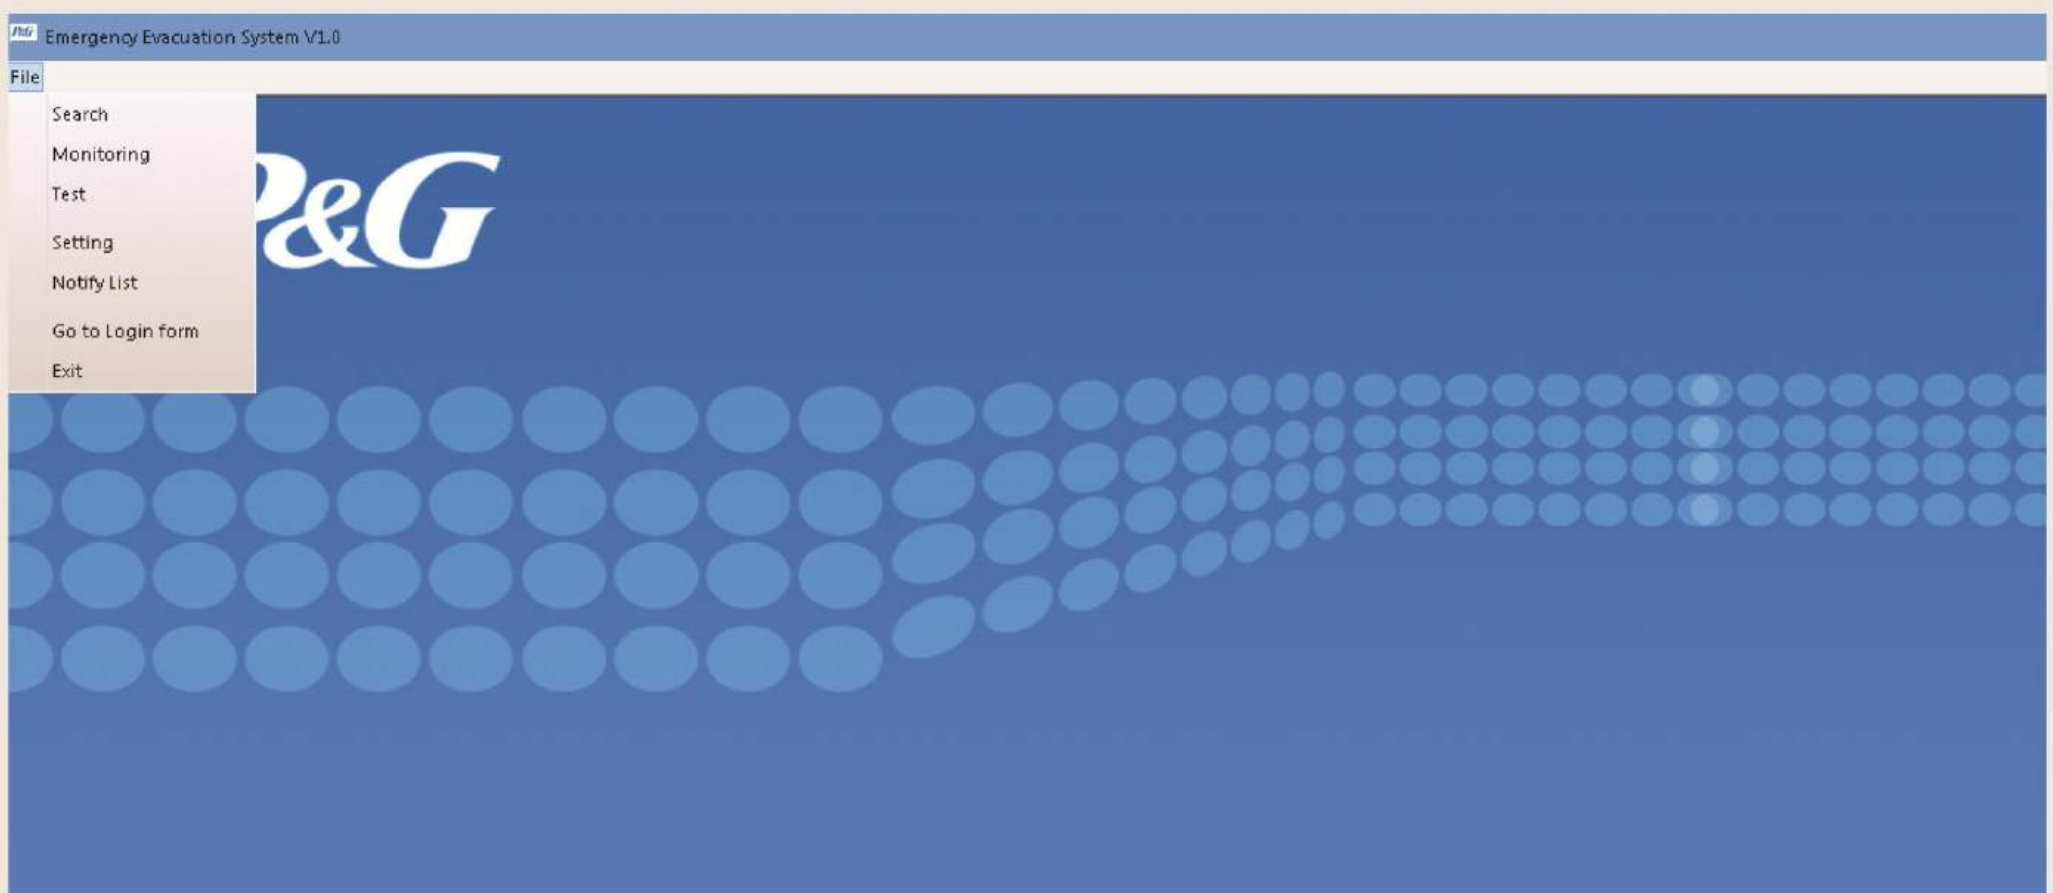 P&G Emergency Evacuation System V1.0
File
Search
Monitoring
Test
Setting
Notify List
Go to Login form
Exit
P&G